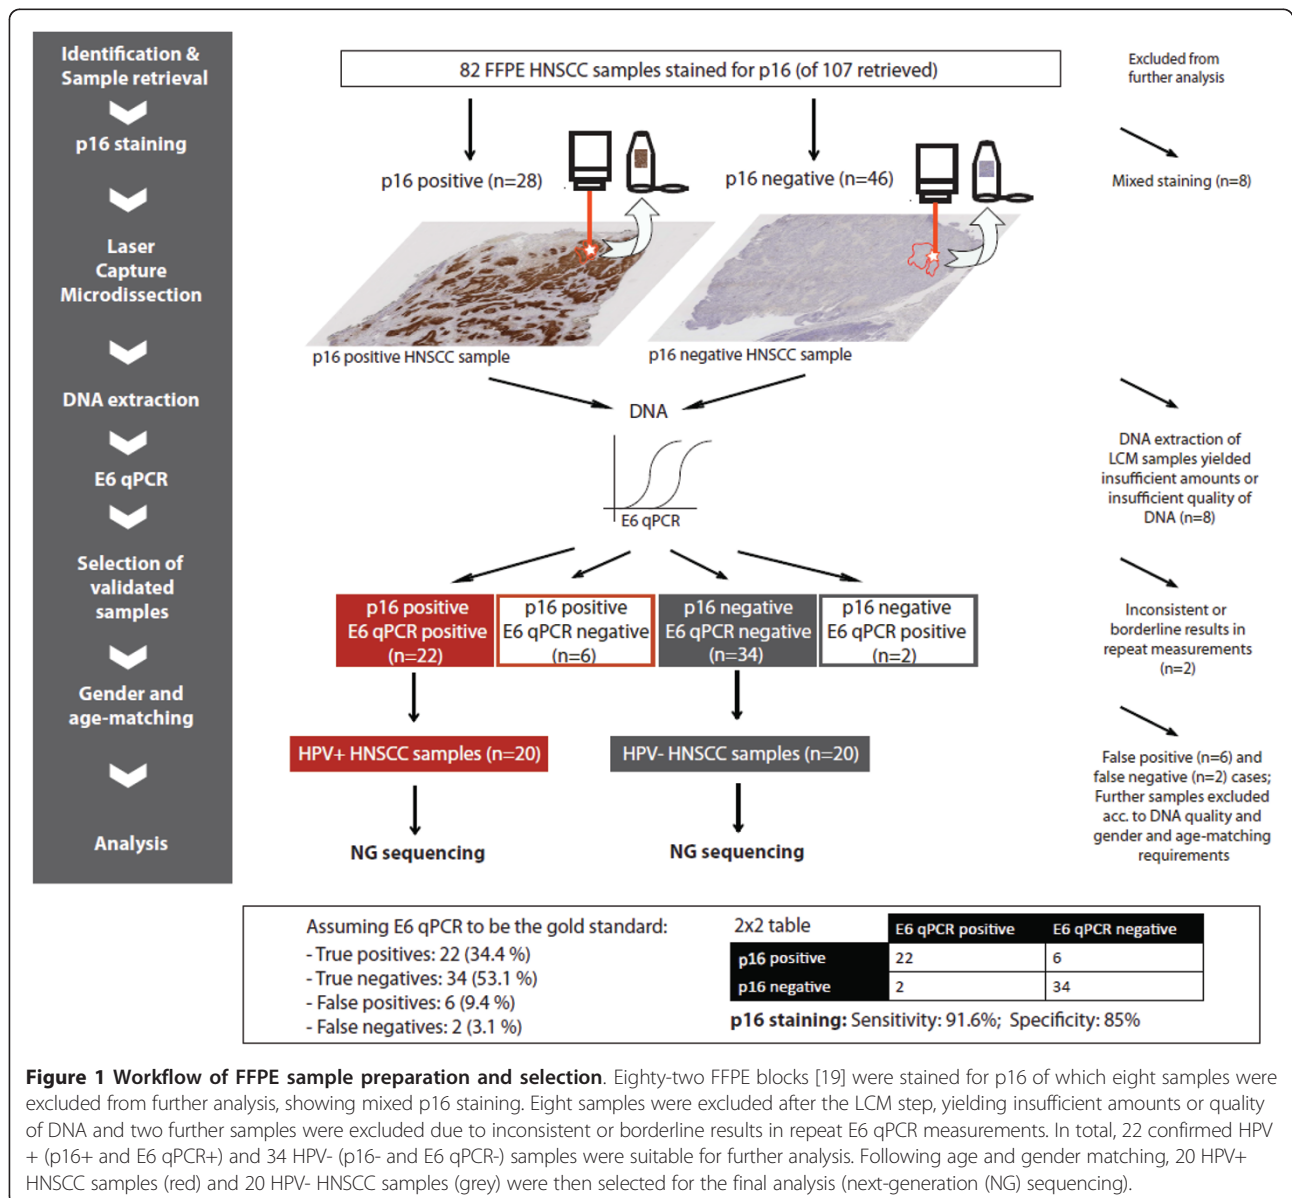 Identification &
Sample retrieval
p16 staining
Laser
Capture
Microdissection
DNA extraction
E6 qPCR
Selection of
validated
samples
Gender and
age-matching
Analysis
82 FFPE HNSCC samples stained for p16 (of 107 retrieved)
p16 positive (n=28)
p16 negative (n=46)
p16 positive HNSCC sample
p16 negative HNSCC sample
DNA
E6 qPCR
p16 positive
E6 qPCR positive
(n=22)
p16 positive
E6 qPCR negative
(n=6)
p16 negative
E6 qPCR negative
(n=34)
p16 negative
E6 qPCR positive
(n=2)
HPV+ HNSCC samples (n=20)
HPV- HNSCC samples (n=20)
NG sequencing
NG sequencing
Excluded from
further analysis
Mixed staining (n=8)
DNA extraction of
LCM samples yielded
insufficient amounts or
insufficient quality of
DNA (n=8)
Inconsistent or
borderline results in
repeat measurements
(n=2)
False positive (n=6) and
false negative (n=2) cases;
Further samples excluded
acc. to DNA quality and
gender and age-matching
requirements
Assuming E6 qPCR to be the gold standard:
- True positives: 22 (34.4 %)
- True negatives: 34 (53.1 %)
- False positives: 6 (9.4 %)
- False negatives: 2 (3.1 %)
2x2 table
E6 qPCR positive E6 qPCR negative
p16 positive 22 6
p16 negative 2 34
p16 staining: Sensitivity: 91.6%; Specificity: 85%
Figure 1 Workflow of FFPE sample preparation and selection. Eighty-two FFPE blocks [19] were stained for p16 of which eight samples were
excluded from further analysis, showing mixed p16 staining. Eight samples were excluded after the LCM step, yielding insufficient amounts or quality
of DNA and two further samples were excluded due to inconsistent or borderline results in repeat E6 qPCR measurements. In total, 22 confirmed HPV
+ (p16+ and E6 qPCR+) and 34 HPV- (p16- and E6 qPCR-) samples were suitable for further analysis. Following age and gender matching, 20 HPV+
HNSCC samples (red) and 20 HPV- HNSCC samples (grey) were then selected for the final analysis (next-generation (NG) sequencing).